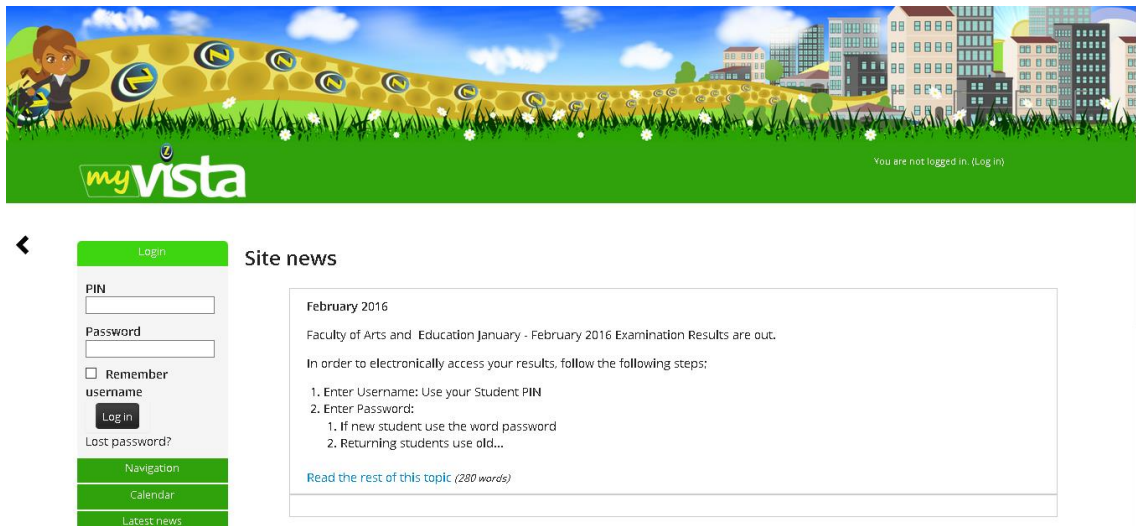 myvista
You are not logged in. (Log in)
Login
PIN
Password
Remember
username
Log in
Lost password?
Navigation
Calendar
Latest news
Site news
February 2016
Faculty of Arts and Education January - February 2016 Examination Results are out.
In order to electronically access your results, follow the following steps;
1. Enter Username: Use your Student PIN
2. Enter Password:
1. If new student use the word password
2. Returning students use old...
Read the rest of this topic (280 words)